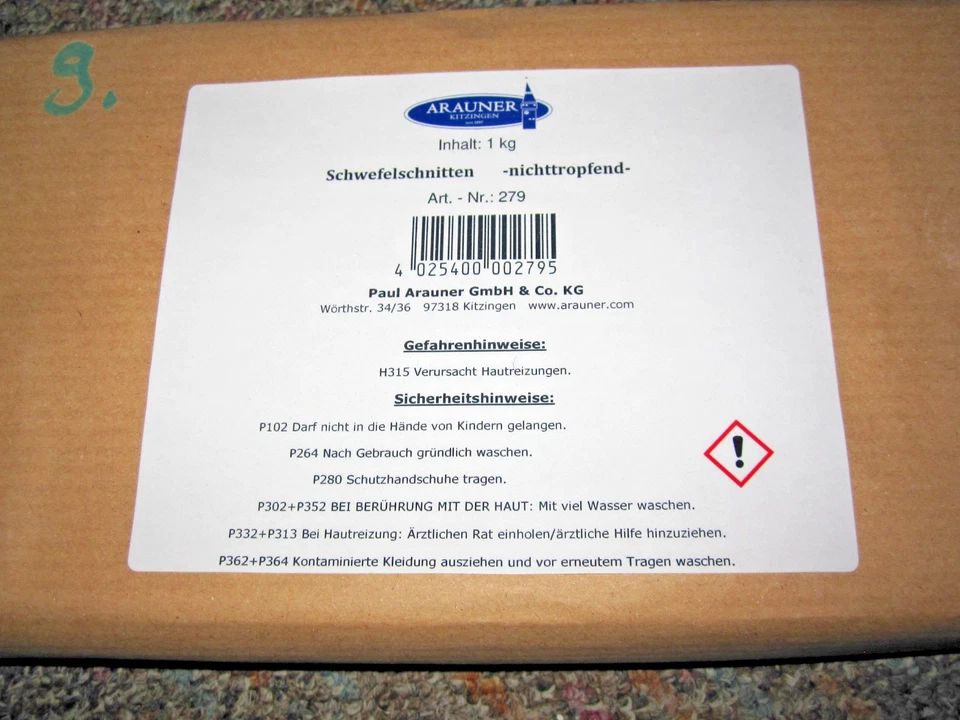 9.
ARAUNER
KITZINGEN
Inhalt: 1 kg
Schwefelschnitten -nichttropfend-
Art. - Nr.: 279
4 025400 002795
Paul Arauner GmbH & Co. KG
Wörthstr. 34/36 97318 Kitzingen www.arauner.com
Gefahrenhinweise:
H315 Verursacht Hautreizungen.
Sicherheitshinweise:
P102 Darf nicht in die Hände von Kindern gelangen.
P264 Nach Gebrauch gründlich waschen.
P280 Schutzhandschuhe tragen.
P302+P352 BEI BERÜHRUNG MIT DER HAUT: Mit viel Wasser waschen.
P332+P313 Bei Hautreizung: Ärztlichen Rat einholen/ärztliche Hilfe hinzuziehen.
P362+P364 Kontaminierte Kleidung ausziehen und vor erneutem Tragen waschen.